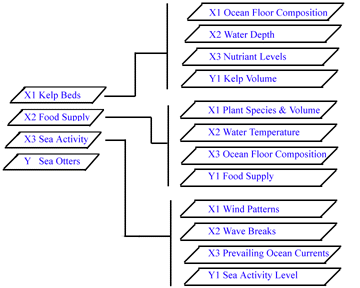 X1 Ocean Floor Composition
X2 Water Depth
X3 Nutriant Levels
Y1 Kelp Volume
X1 Kelp Beds
X2 Food Supply
X3 Sea Activity
Y Sea Otters
X1 Plant Species & Volume
X2 Water Temperature
X3 Ocean Floor Composition
Y1 Food Supply
X1 Wind Patterns
X2 Wave Breaks
X3 Prevailing Ocean Currents
Y1 Sea Activity Level